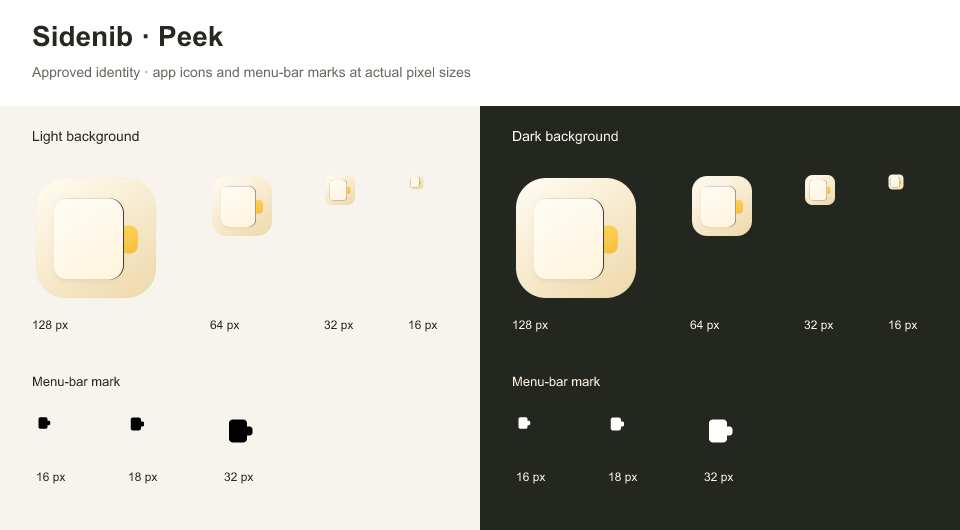 Sidenib · Peek
Approved identity · app icons and menu-bar marks at actual pixel sizes
Light background
128 px
64 px
32 px
16 px
Menu-bar mark
16 px
18 px
32 px
Dark background
128 px
64 px
32 px
16 px
Menu-bar mark
16 px
18 px
32 px